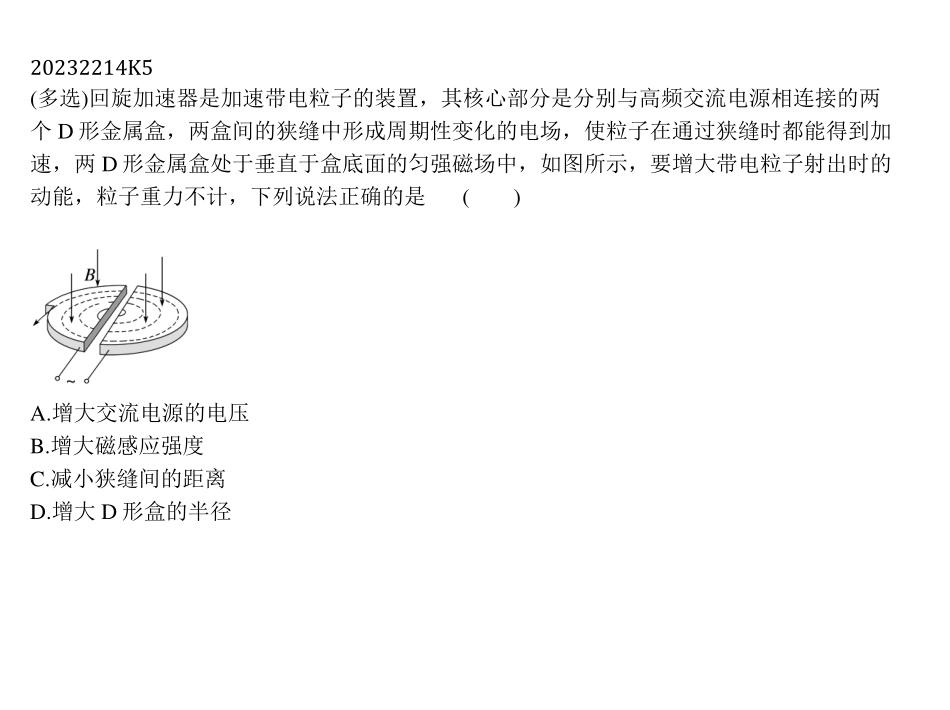 20232214K5
(多选)回旋加速器是加速带电粒子的装置，其核心部分是分别与高频交流电源相连接的两
个 D 形金属盒，两盒间的狭缝中形成周期性变化的电场，使粒子在通过狭缝时都能得到加
速，两 D 形金属盒处于垂直于盒底面的匀强磁场中，如图所示，要增大带电粒子射出时的
动能，粒子重力不计，下列说法正确的是 ( )
B
~
A.增大交流电源的电压
B.增大磁感应强度
C.减小狭缝间的距离
D.增大 D 形盒的半径